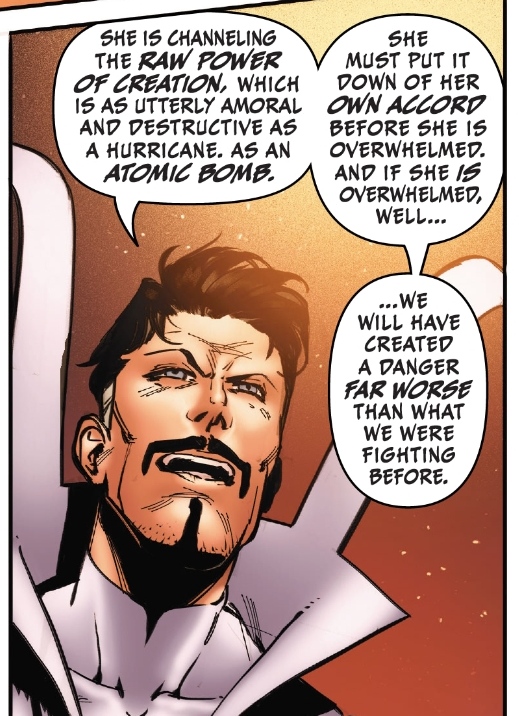 SHE IS CHANNELING
THE RAW POWER
OF CREATION, WHICH
IS AS UTTERLY AMORAL
AND DESTRUCTIVE AS
A HURRICANE. AS AN
ATOMIC BOMB.
SHE
MUST PUT IT
DOWN OF HER
OWN ACCORD
BEFORE SHE IS
OVERWHELMED.
AND IF SHE IS
OVERWHELMED,
WELL...
...WE
WILL HAVE
CREATED
A DANGER
FAR WORSE
THAN WHAT
WE WERE
FIGHTING
BEFORE.